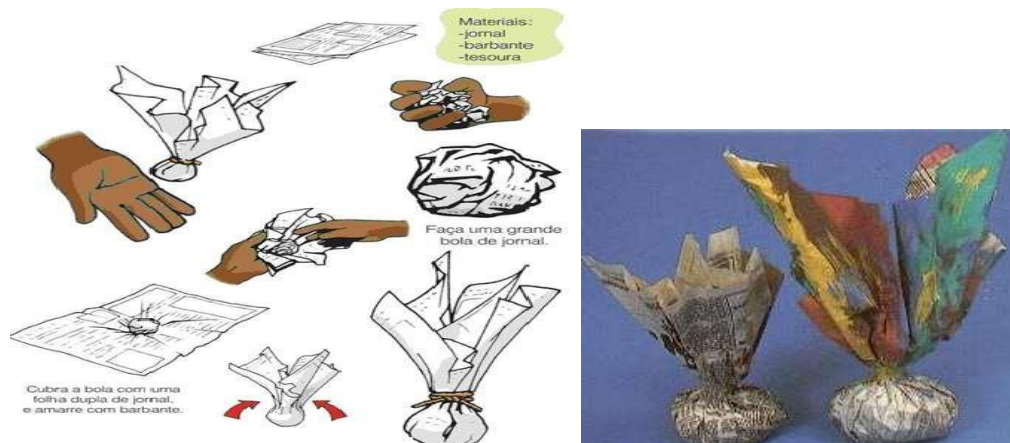 Materiais:
-jornal
-barbante
-tesoura
Faça uma grande
bola de jornal.
Cubra a bola com uma
folha dupla de jornal,
e amarre com barbante.